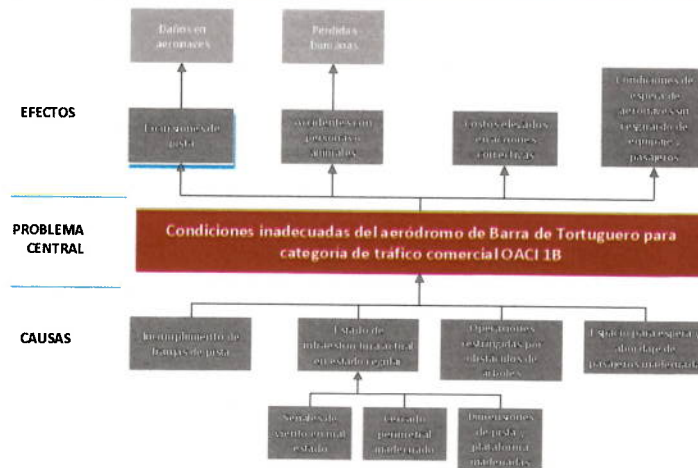 Daños en
aeronaves
Perdidas
humanas
EFECTOS
Excursiones de
pista
Accidentes con
personas o
animales
Costos elevados
en acciones
correctivas
Condiciones de
espera de
aeronaves sin
resguardo de
equipaje y
pasajeros
PROBLEMA
CENTRAL
Condiciones inadecuadas del aeródromo de Barra de Tortuguero para
categoría de tráfico comercial OACI 1B
CAUSAS
Incumplimento de
franjas de pista
Estado de
infraestructura actual
en estado regular
Operaciones
restrigidas por
obstáculos de
árboles
Espacio para espera y
abordaje de
pasajeros inadecuada
Señales de
viento en mal
estado
Cercado
perimetral
inadecuado
Dimensiones
de pista y
plataforma
inadecuadas